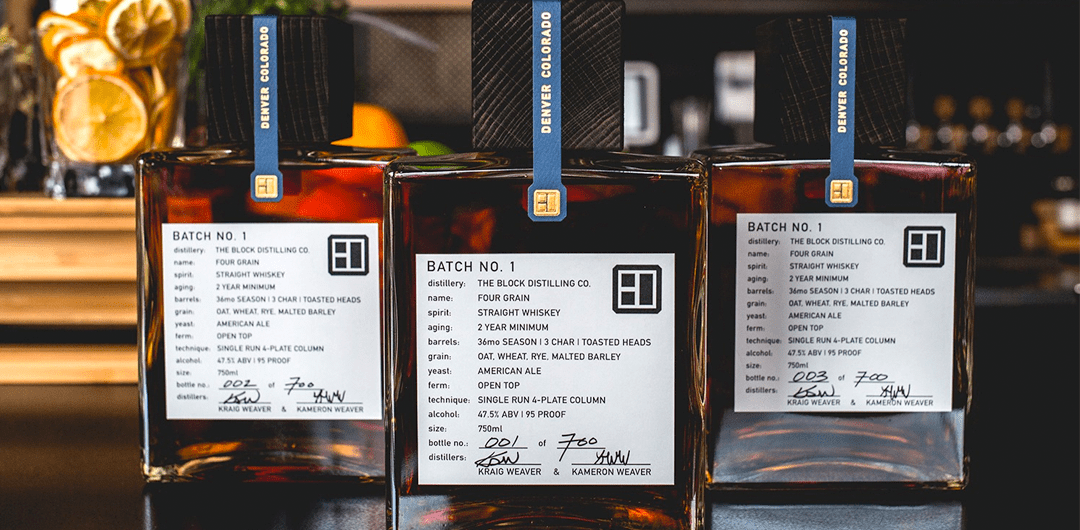 DENVER COLORADO
BATCH NO. 1
distillery: THE BLOCK DISTILLING CO.
name: FOUR GRAIN
spirit: STRAIGHT WHISKEY
aging: 2 YEAR MINIMUM
barrels: 36mo SEASON | 3 CHAR | TOASTED HEADS
grain: OAT, WHEAT, RYE, MALTED BARLEY
yeast: AMERICAN ALE
ferm: OPEN TOP
technique: SINGLE RUN 4-PLATE COLUMN
alcohol: 47.5% ABV | 95 PROOF
size: 750ml
bottle no.: 002 of 700
distillers:
KRAIG WEAVER & KAMERON WEAVER
DENVER COLORADO
BATCH NO. 1
distillery: THE BLOCK DISTILLING CO.
name: FOUR GRAIN
spirit: STRAIGHT WHISKEY
aging: 2 YEAR MINIMUM
barrels: 36mo SEASON | 3 CHAR | TOASTED HEADS
grain: OAT, WHEAT, RYE, MALTED BARLEY
yeast: AMERICAN ALE
ferm: OPEN TOP
technique: SINGLE RUN 4-PLATE COLUMN
alcohol: 47.5% ABV | 95 PROOF
size: 750ml
bottle no.: 001 of 700
distillers:
KRAIG WEAVER & KAMERON WEAVER
DENVER COLORADO
BATCH NO. 1
distillery: THE BLOCK DISTILLING CO.
name: FOUR GRAIN
spirit: STRAIGHT WHISKEY
aging: 2 YEAR MINIMUM
barrels: 36mo SEASON | 3 CHAR | TOASTED HEADS
grain: OAT, WHEAT, RYE, MALTED BARLEY
yeast: AMERICAN ALE
ferm: OPEN TOP
technique: SINGLE RUN 4-PLATE COLUMN
alcohol: 47.5% ABV | 95 PROOF
size: 750ml
bottle no.: 003 of 700
distillers:
KRAIG WEAVER & KAMERON WEAVER